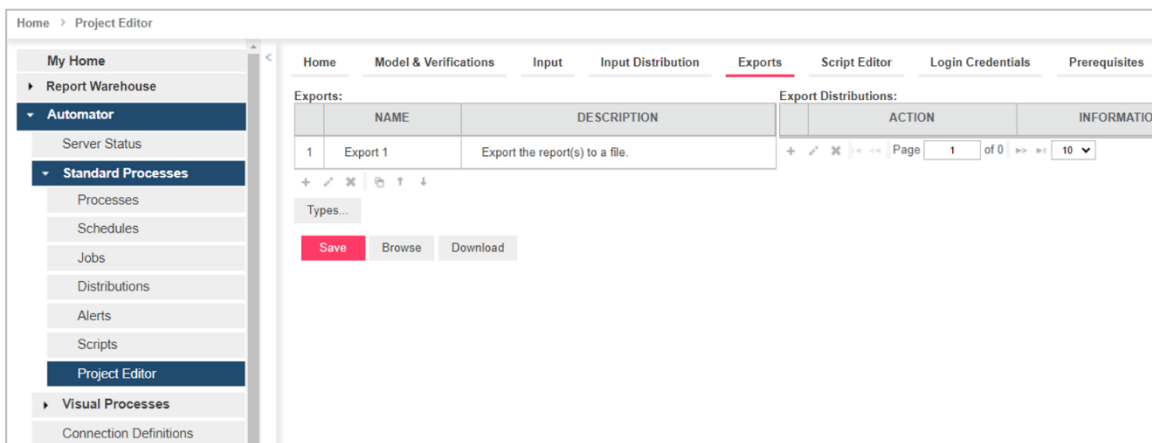 Home > Project Editor
My Home
Report Warehouse
Automator
Server Status
Standard Processes
Processes
Schedules
Jobs
Distributions
Alerts
Scripts
Project Editor
Visual Processes
Connection Definitions
Home Model & Verifications Input Input Distribution Exports Script Editor Login Credentials Prerequisites
Exports:
NAME DESCRIPTION
1 Export 1 Export the report(s) to a file.
Types...
Save Browse Download
Export Distributions:
ACTION INFORMATIO
Page 1 of 0 10